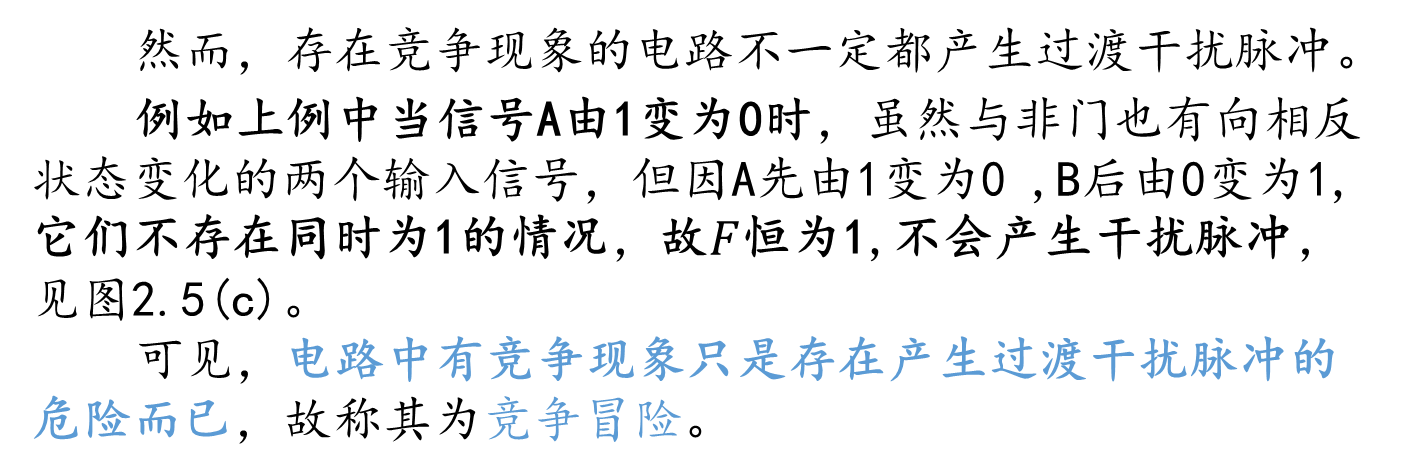 然而，存在竞争现象的电路不一定都产生过渡干扰脉冲。
例如上例中当信号A由1变为0时，虽然与非门也有向相反
状态变化的两个输入信号，但因A先由1变为0 ,B后由0变为1,
它们不存在同时为1的情况，故F恒为1,不会产生干扰脉冲，
见图2.5(c)。
可见，电路中有竞争现象只是存在产生过渡干扰脉冲的
危险而已，故称其为竞争冒险。